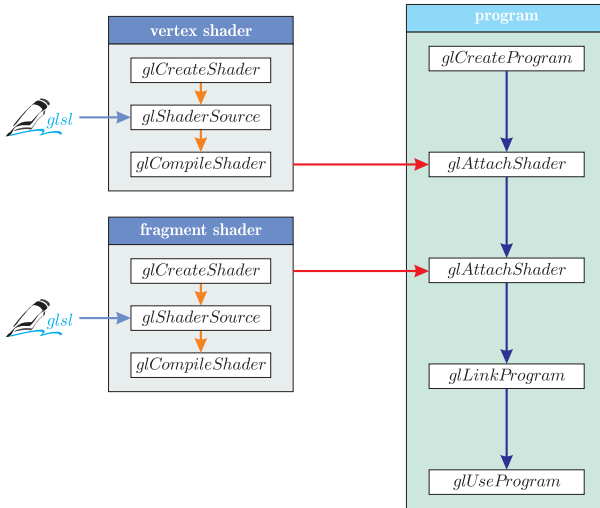 vertex shader
glCreateShader
glsl
glShaderSource
glCompileShader
fragment shader
glCreateShader
glsl
glShaderSource
glCompileShader
program
glCreateProgram
glAttachShader
glAttachShader
glLinkProgram
glUseProgram